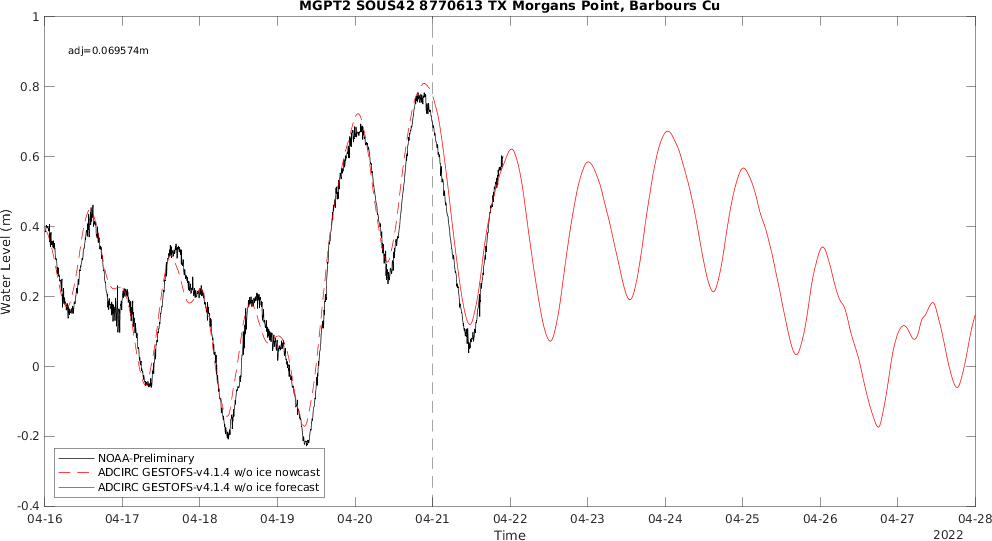 MGPT2 SOUS42 8770613 TX Morgans Point, Barbours Cu
adj=0.069574m
Water Level (m)
1
0.8
0.6
0.4
0.2
0
-0.2
-0.4
NOAA-Preliminary
ADCIRC GESTOFS-v4.1.4 w/o ice nowcast
ADCIRC GESTOFS-v4.1.4 w/o ice forecast
04-16 04-17 04-18 04-19 04-20 04-21 04-22 04-23 04-24 04-25 04-26 04-27 04-28
Time
2022